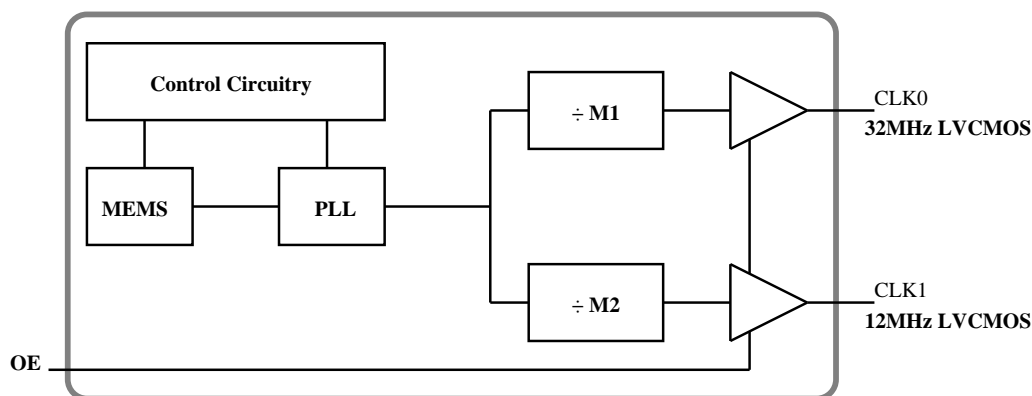 Control Circuitry
MEMS
PLL
÷ M1
÷ M2
CLK0
32MHz LVCMOS
CLK1
12MHz LVCMOS
OE